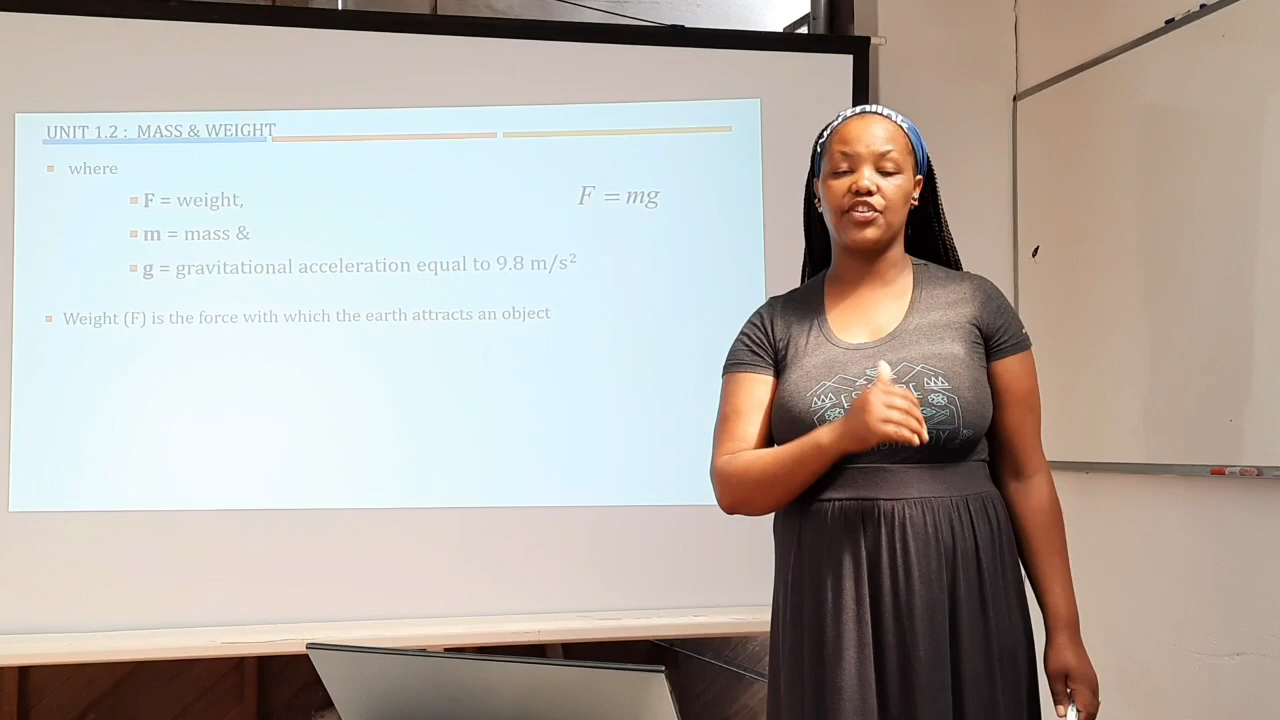 UNIT 1.2 : MASS & WEIGHT
where
F = weight,
F = mg
m = mass &
g = gravitational acceleration equal to 9.8 m/s²
Weight (F) is the force with which the earth attracts an object